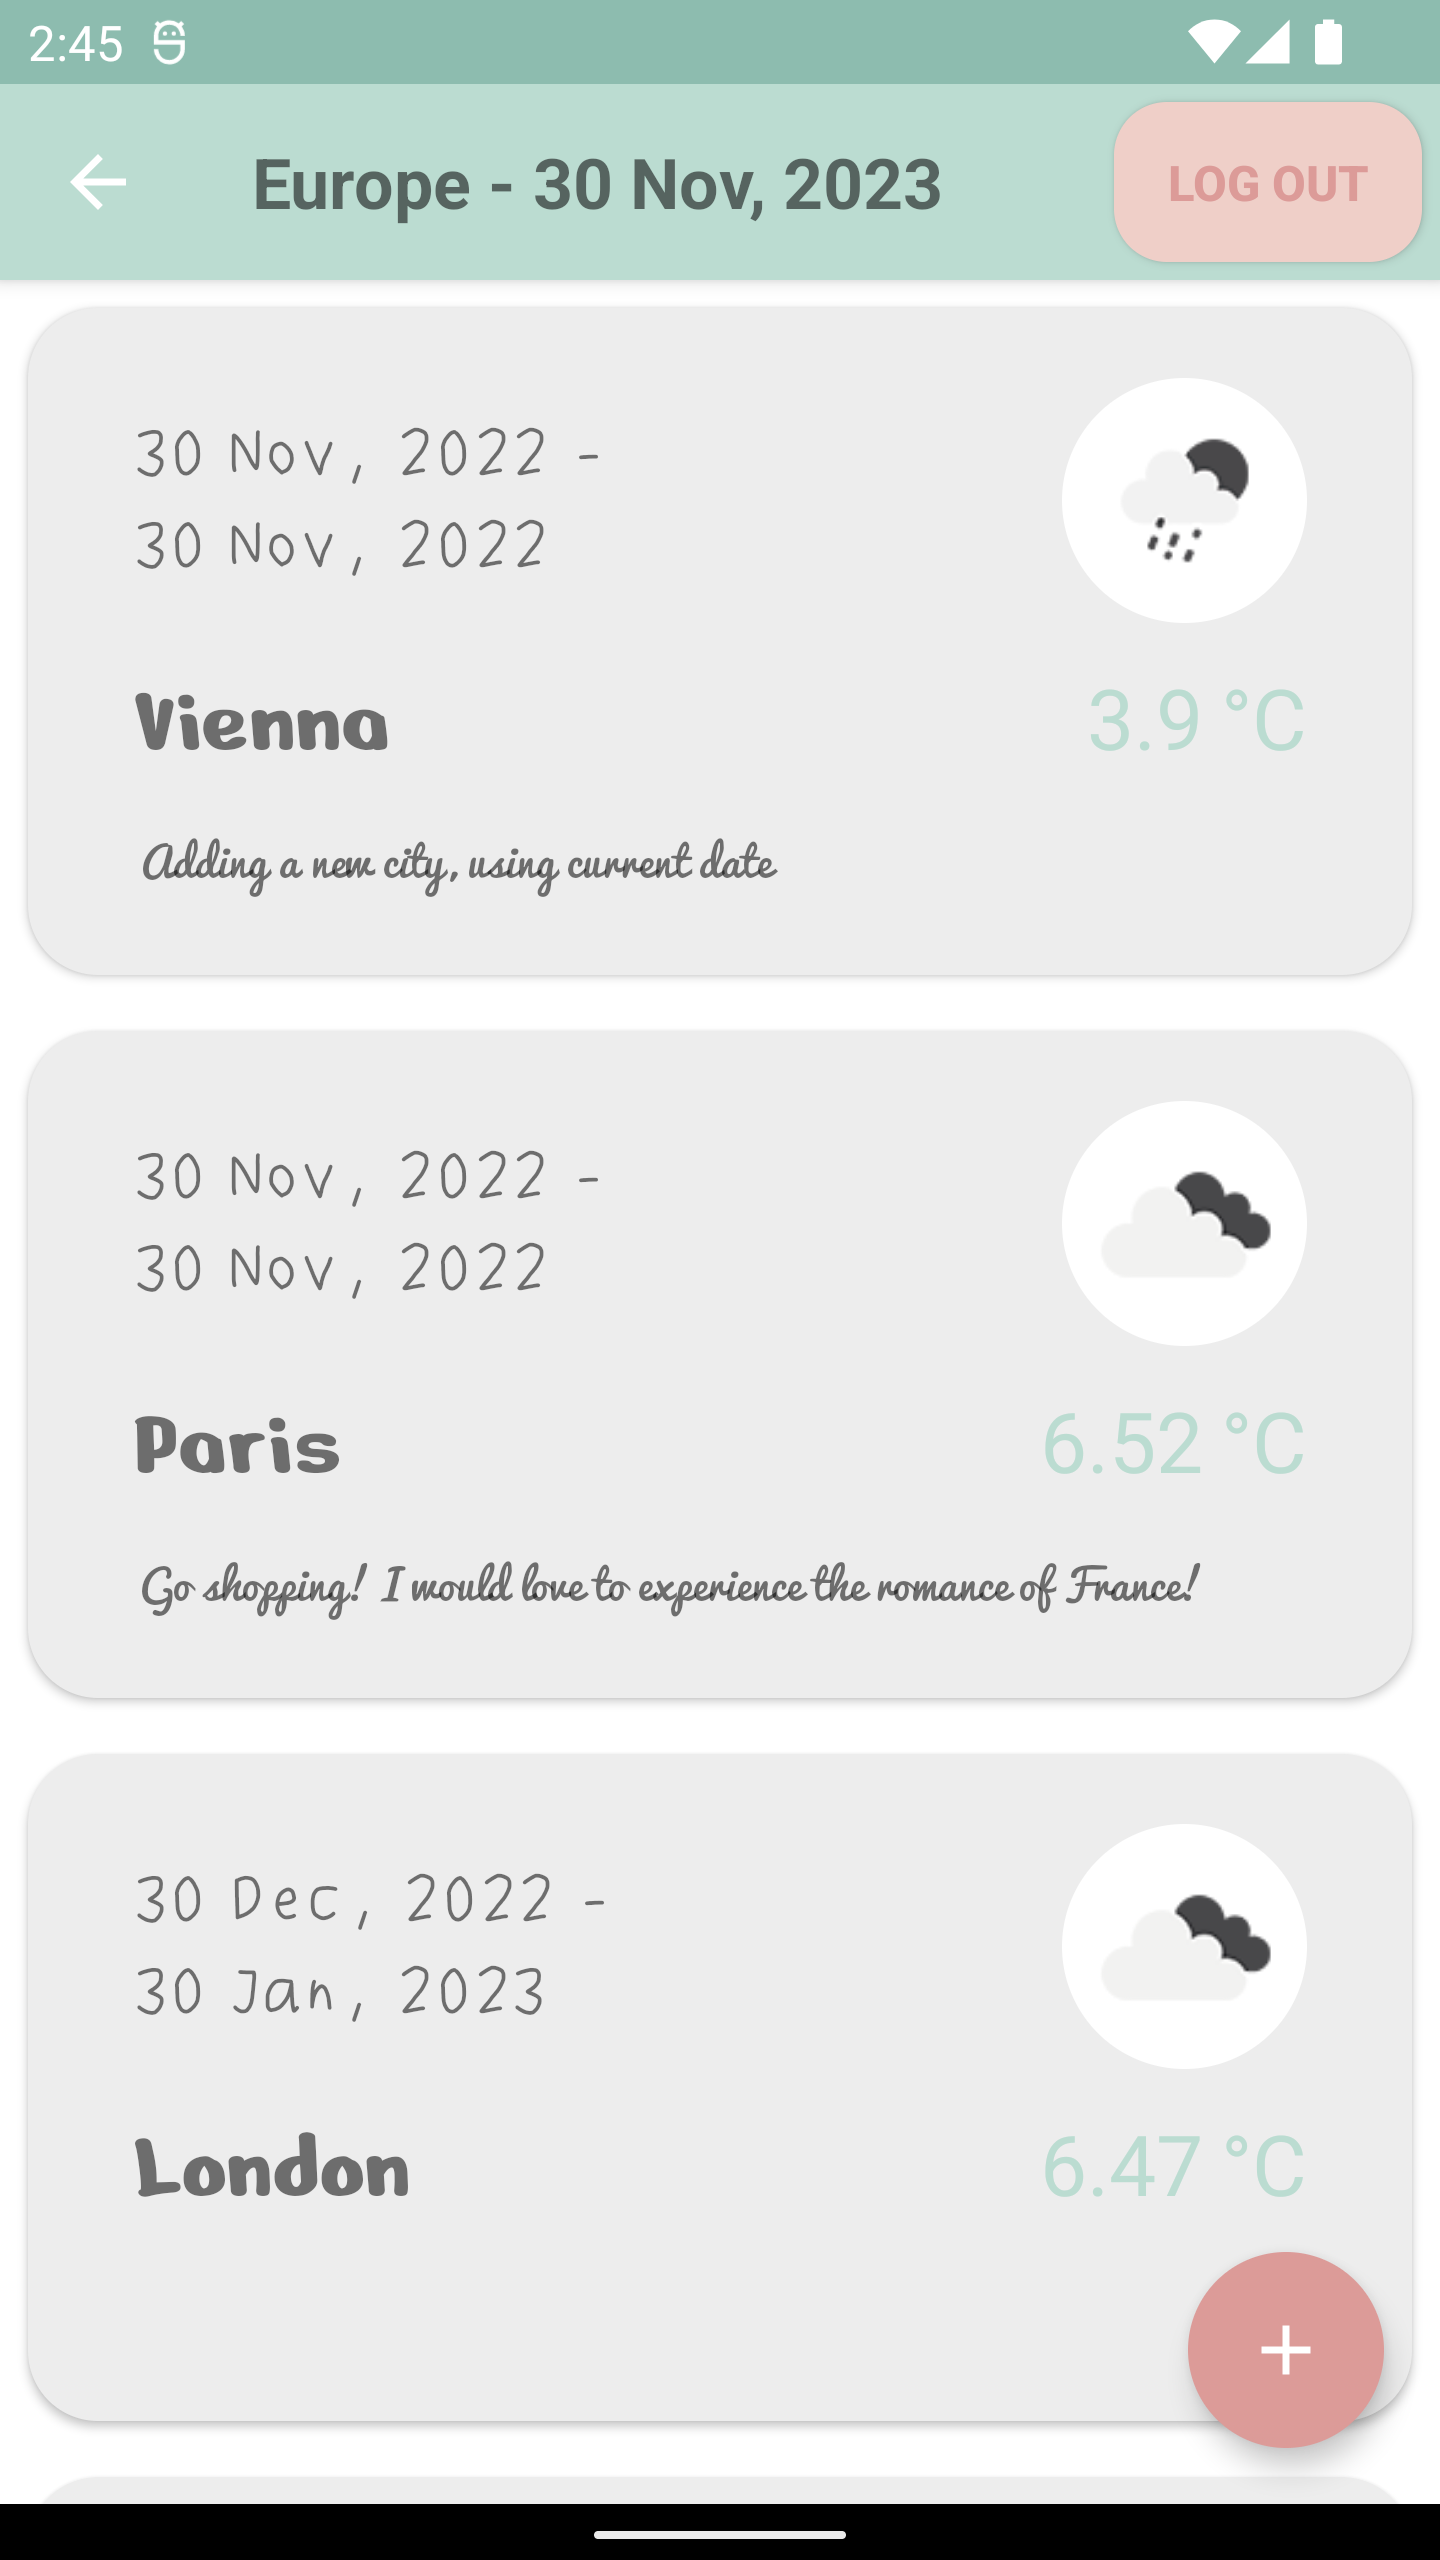 2:45
Europe - 30 Nov, 2023
LOG OUT
30 Nov, 2022 -
30 Nov, 2022
Vienna
3.9 °C
Adding a new city, using current date
30 Nov, 2022 -
30 Nov, 2022
Paris
6.52 °C
Go shopping! I would love to experience the romance of France!
30 Dec, 2022 -
30 Jan, 2023
London
6.47 °C